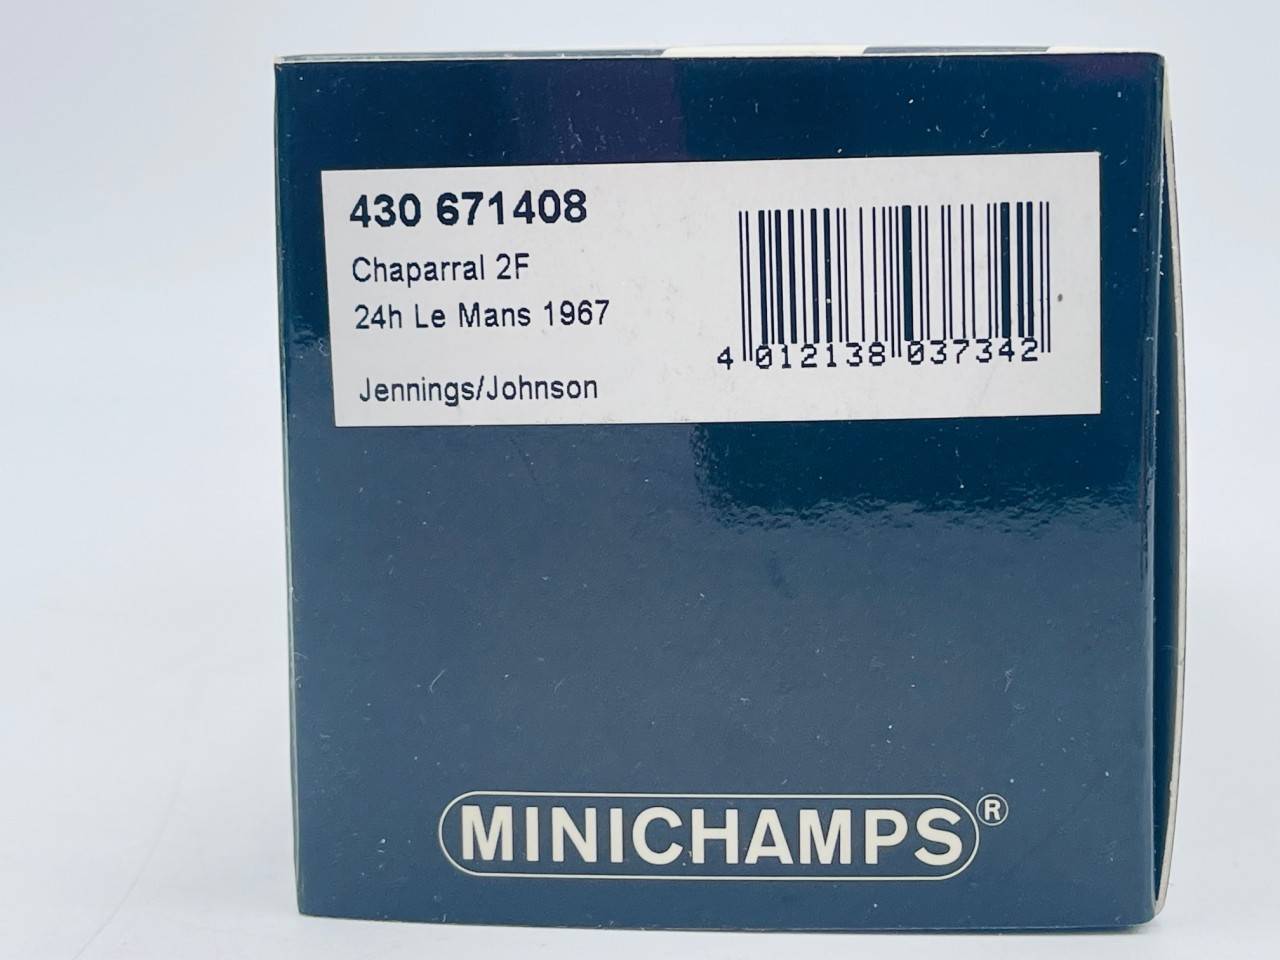 430 671408
Chaparral 2F
24h Le Mans 1967
Jennings/Johnson
4 012138 037342
MINICHAMPS®